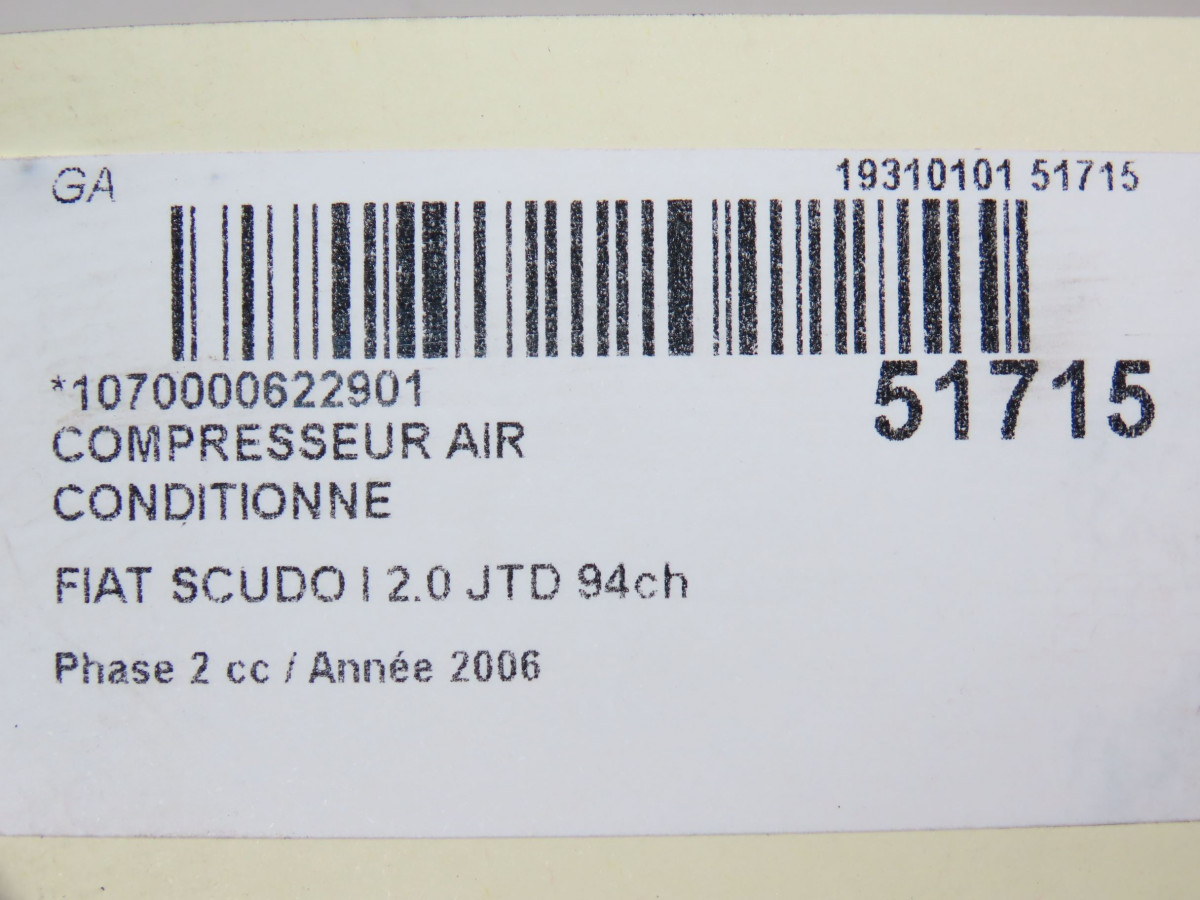 GA
19310101 51715
*1070000622901
51715
COMPRESSEUR AIR
CONDITIONNE
FIAT SCUDO I 2.0 JTD 94ch
Phase 2 cc / Année 2006